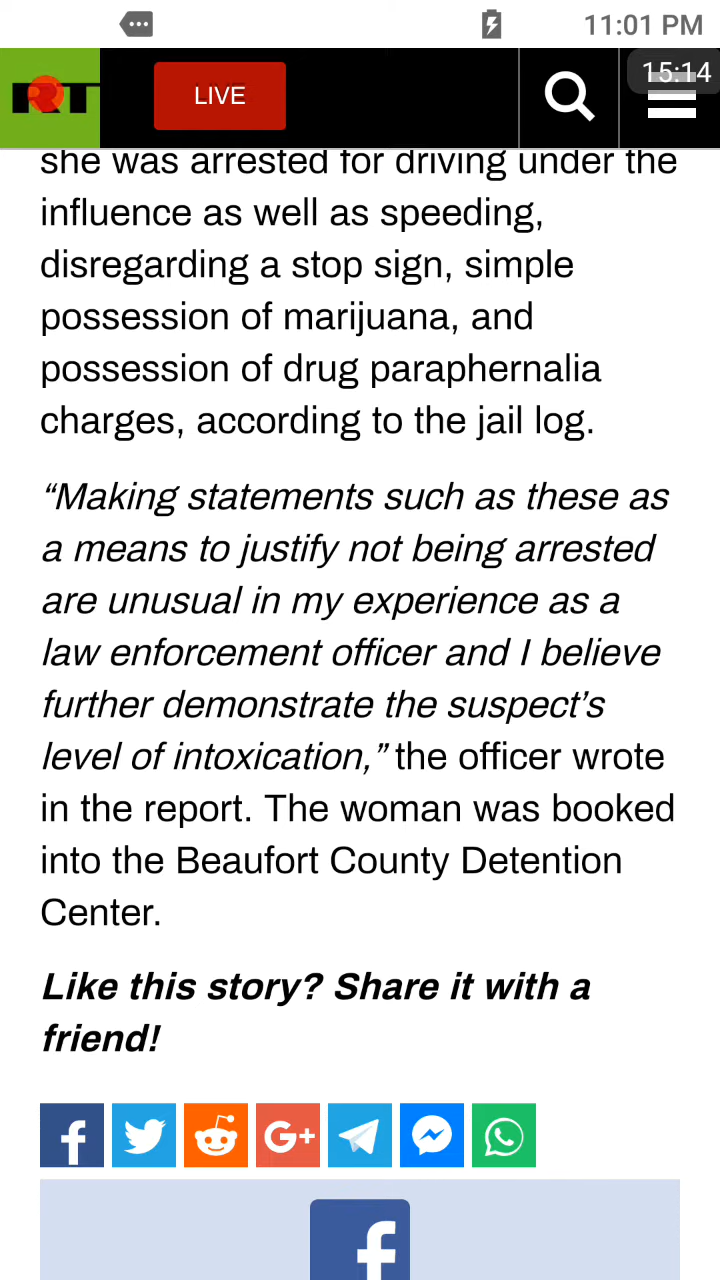 11:01 PM
RT
LIVE
15:14
she was arrested for driving under the
influence as well as speeding,
disregarding a stop sign, simple
possession of marijuana, and
possession of drug paraphernalia
charges, according to the jail log.
“Making statements such as these as
a means to justify not being arrested
are unusual in my experience as a
law enforcement officer and I believe
further demonstrate the suspect’s
level of intoxication,” the officer wrote
in the report. The woman was booked
into the Beaufort County Detention
Center.
Like this story? Share it with a
friend!
f G+
f